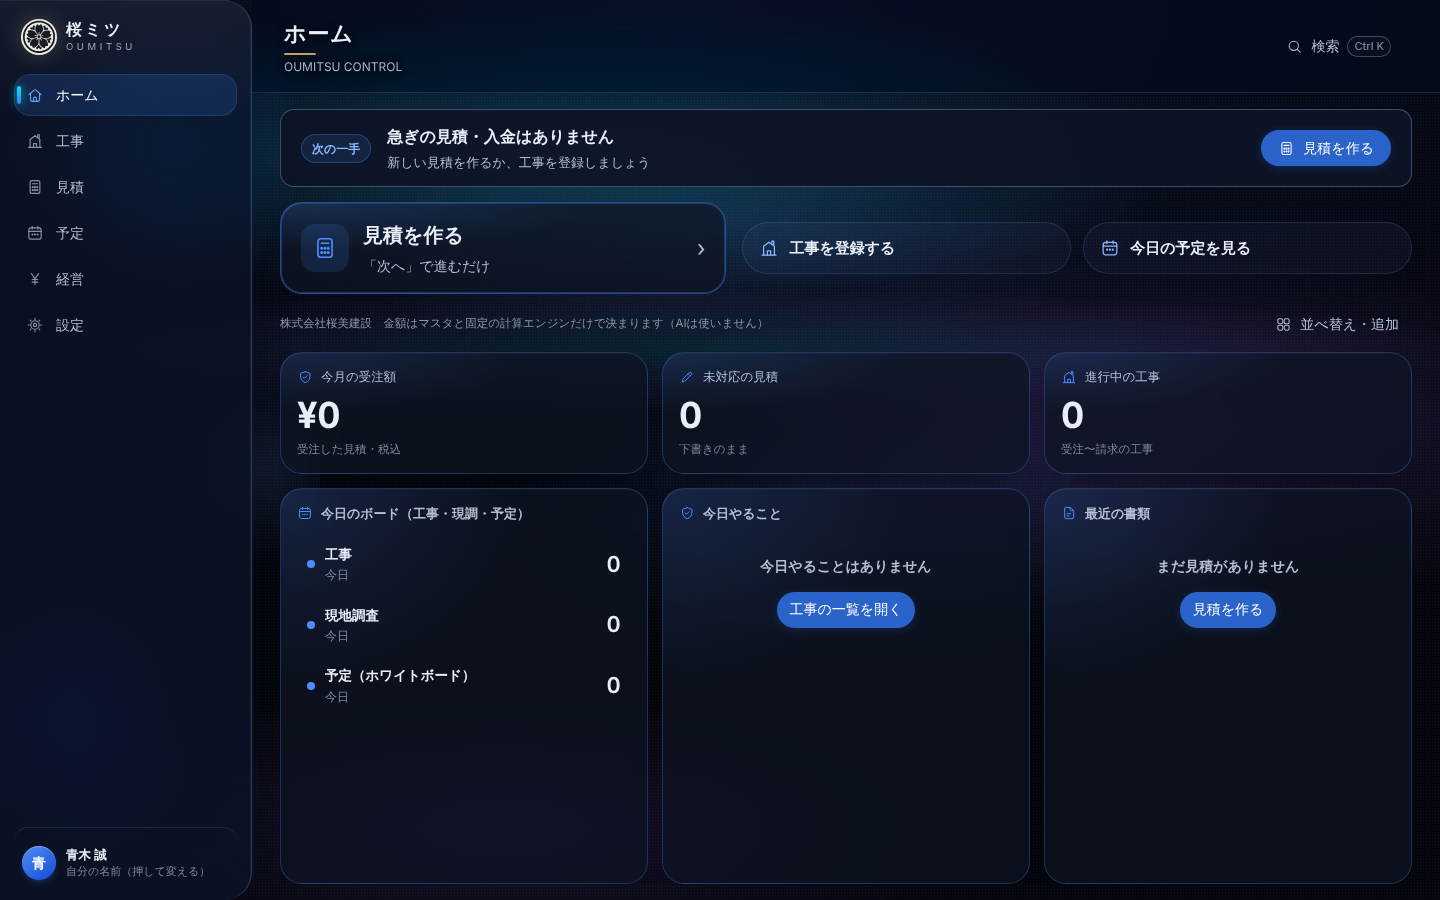 桜ミツ
OUMITSU
ホーム
工事
見積
予定
経営
設定
青
青木 誠
自分の名前（押して変える）
ホーム
OUMITSU CONTROL
検索 Ctrl K
次の一手
急ぎの見積・入金はありません
新しい見積を作るか、工事を登録しましょう
見積を作る
見積を作る
「次へ」で進むだけ
工事を登録する
今日の予定を見る
株式会社桜美建設　金額はマスタと固定の計算エンジンだけで決まります（AIは使いません）
並べ替え・追加
今月の受注額
¥0
受注した見積・税込
未対応の見積
0
下書きのまま
進行中の工事
0
受注〜請求の工事
今日のボード（工事・現調・予定）
工事
今日
0
現地調査
今日
0
予定（ホワイトボード）
今日
0
今日やること
今日やることはありません
工事の一覧を開く
最近の書類
まだ見積がありません
見積を作る